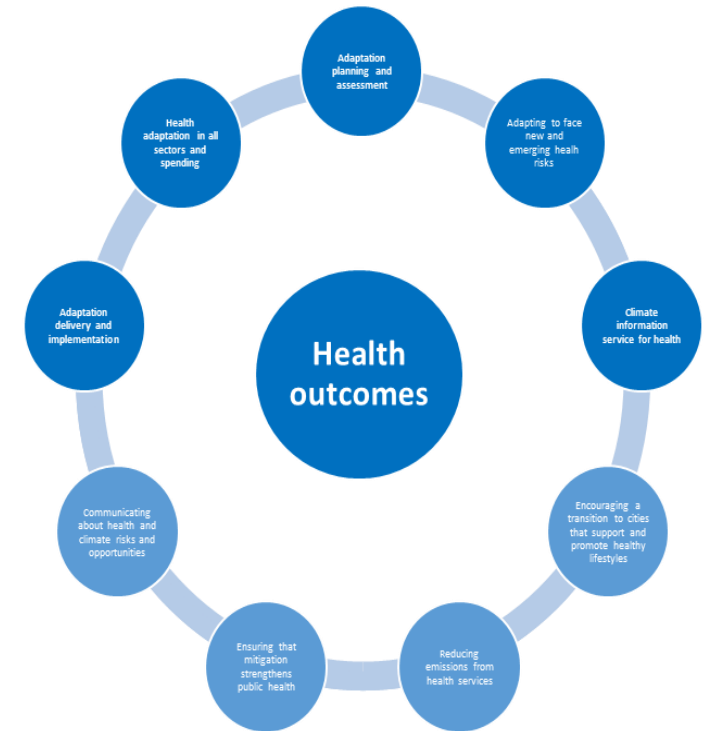 Adaptation
planning and
assessment
Adapting to face
new and
emerging healh
risks
Climate
information
service for health
Encouraging a
transition to cities
that support and
promote healthy
lifestyles
Reducing
emissions from
health services
Ensuring that
mitigation
strengthens
public health
Communicating
about health and
climate risks and
opportunities
Adaptation
delivery and
implementation
Health
adaptation in all
sectors and
spending
Health
outcomes